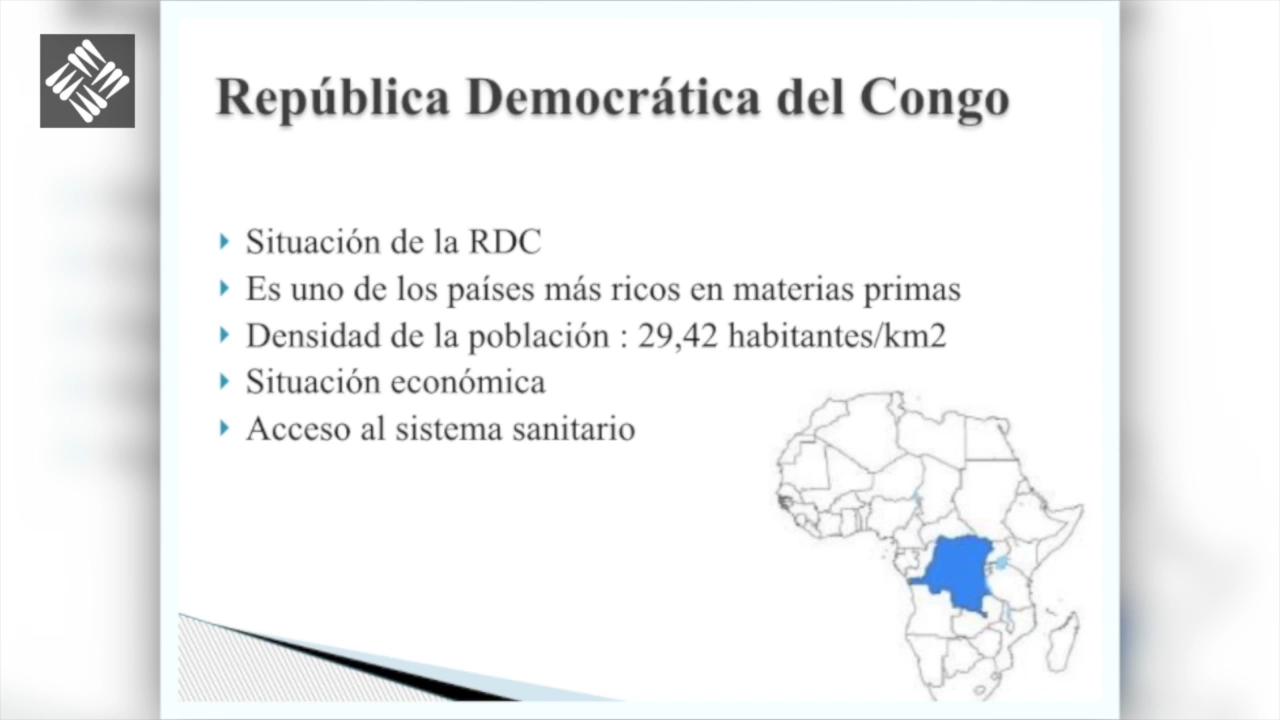 República Democrática del Congo
Situación de la RDC
Es uno de los países más ricos en materias primas
Densidad de la población : 29,42 habitantes/km2
Situación económica
Acceso al sistema sanitario